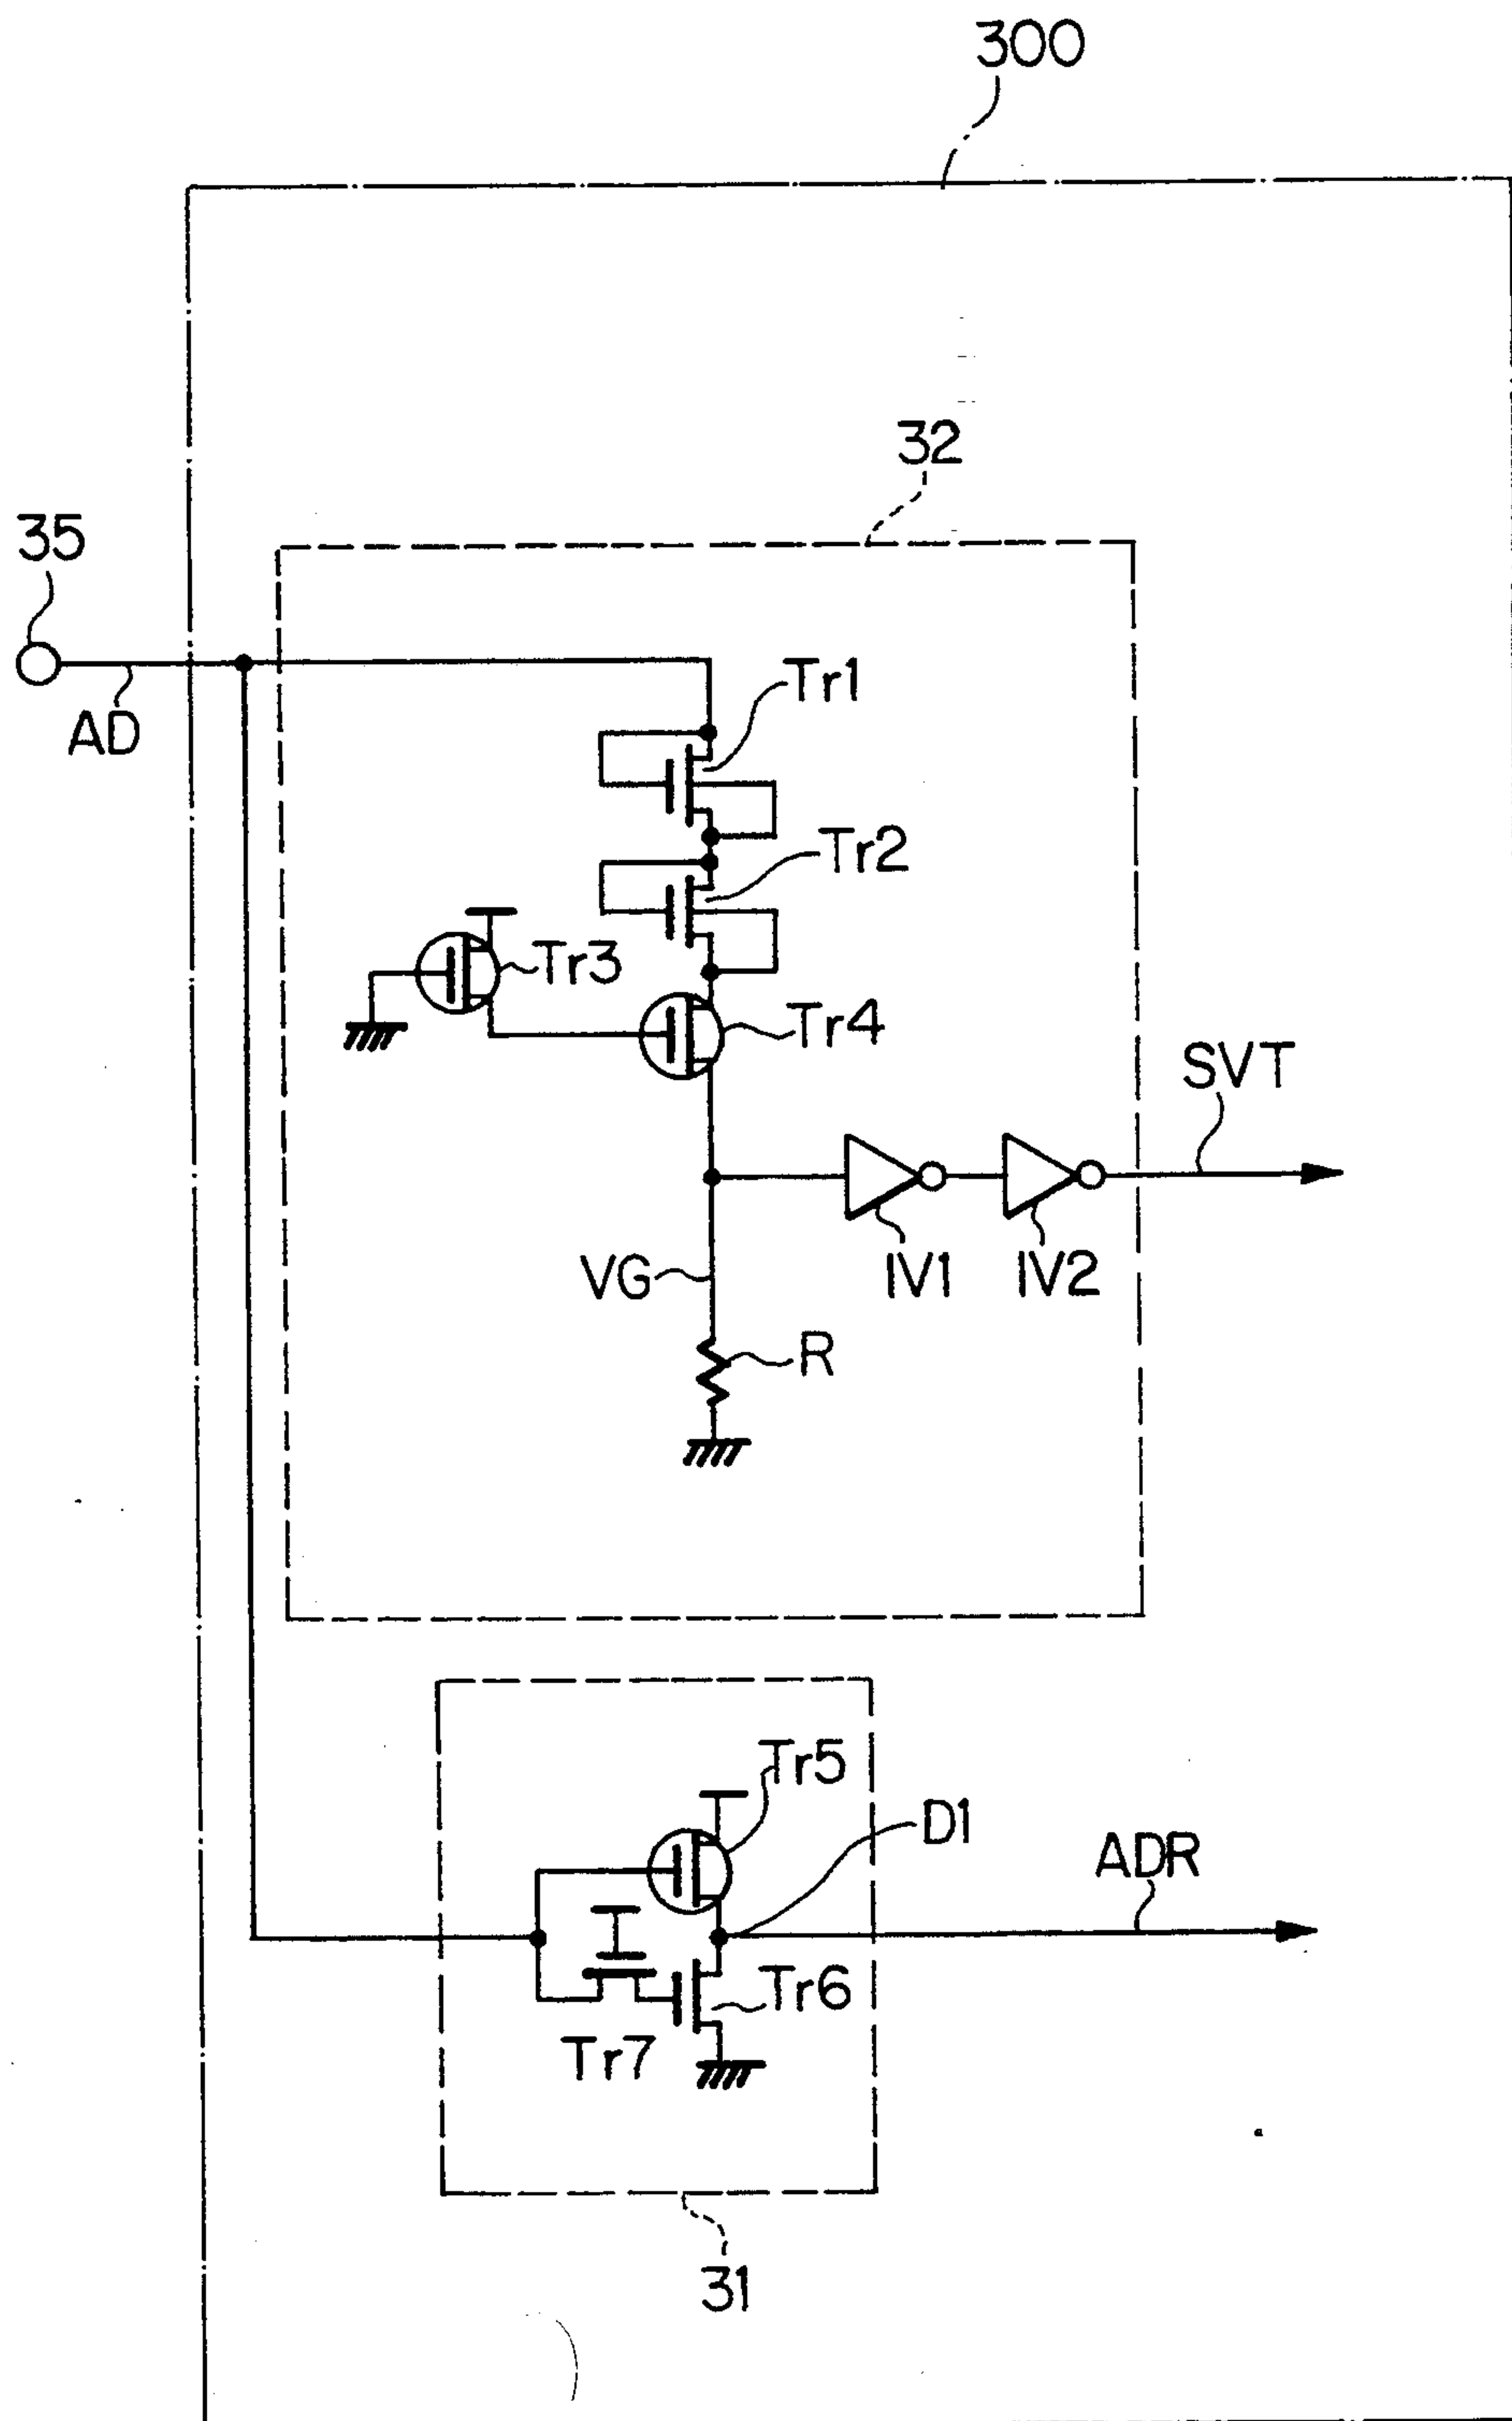 300
32
35
AD
Tr1
Tr2
Tr3
Tr4
SVT
IV1
IV2
VG
R
Tr5
D1
ADR
Tr6
Tr7
31